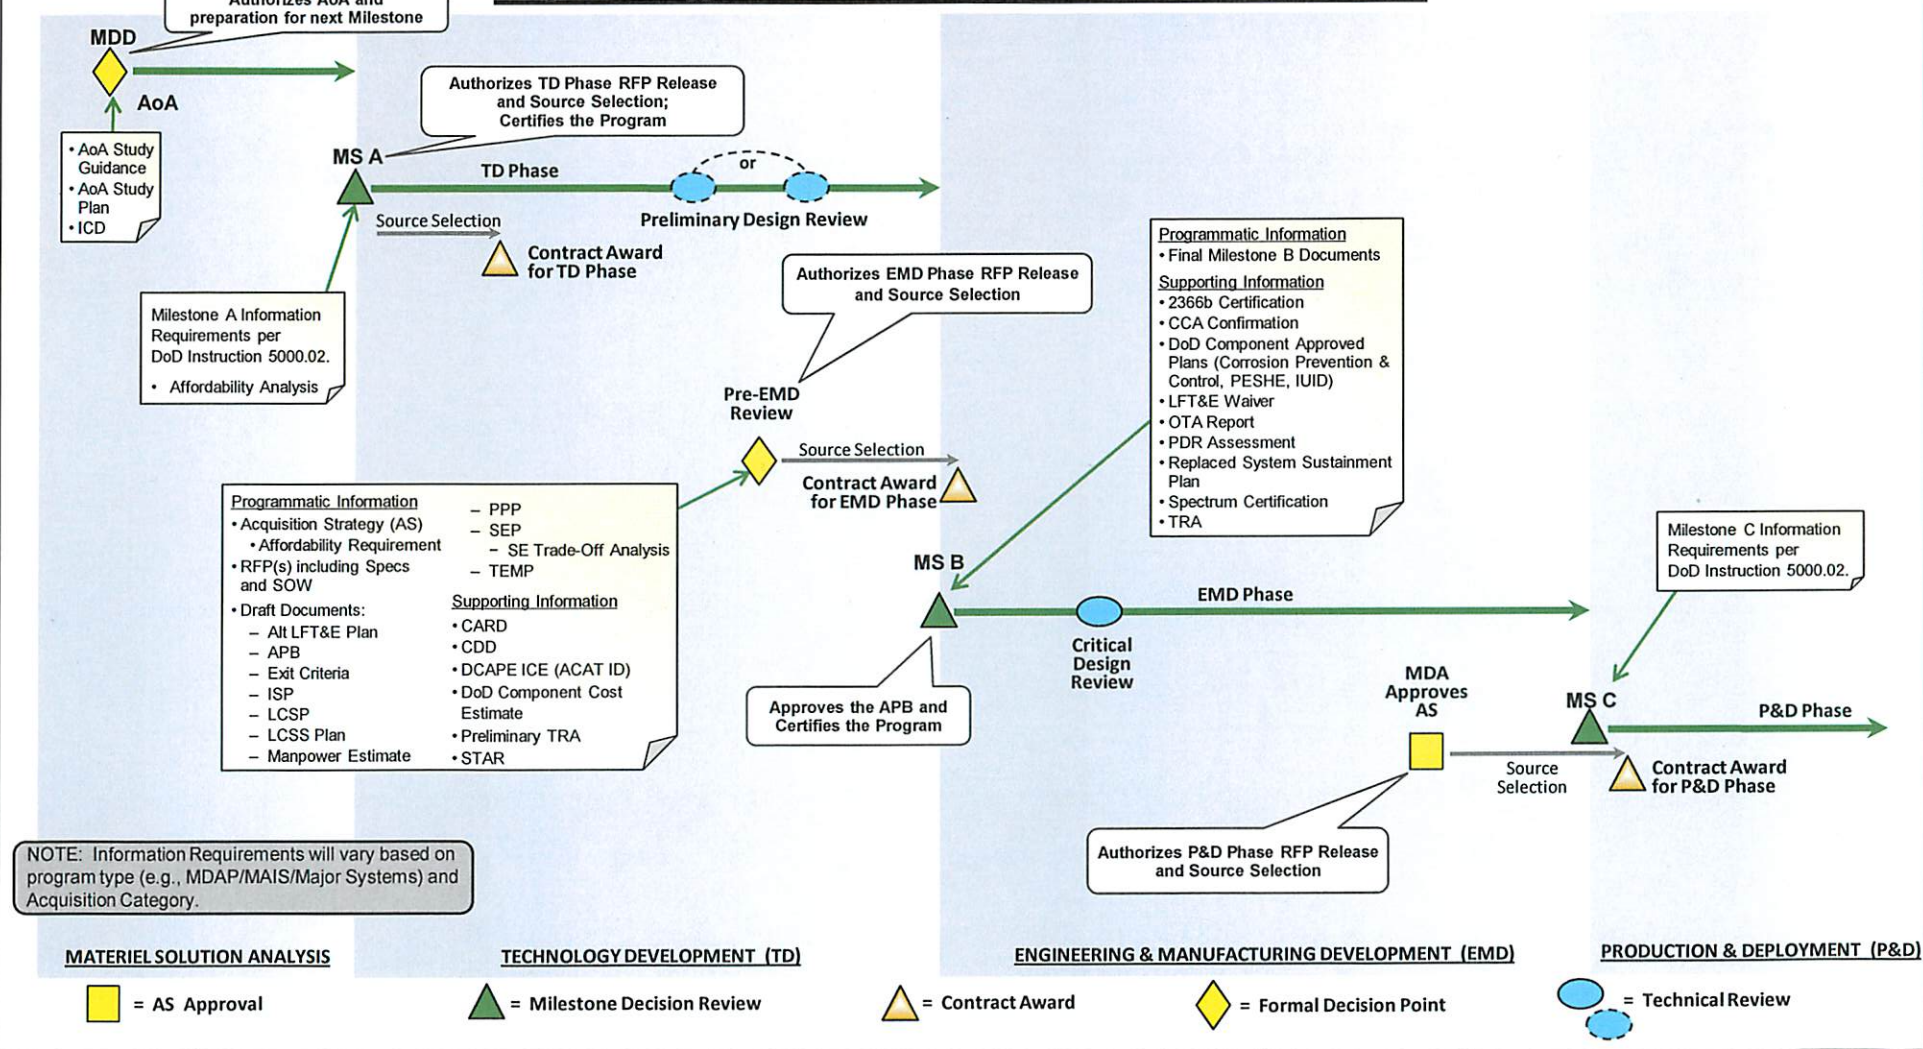 Authorizes AoA and
preparation for next Milestone
MDD
AoA
• AoA Study
Guidance
• AoA Study
Plan
• ICD
Authorizes TD Phase RFP Release
and Source Selection;
Certifies the Program
MS A
TD Phase
or
Preliminary Design Review
Source Selection
Contract Award
for TD Phase
Milestone A Information
Requirements per
DoD Instruction 5000.02.
• Affordability Analysis
Authorizes EMD Phase RFP Release
and Source Selection
Pre-EMD
Review
Source Selection
Contract Award
for EMD Phase
Programmatic Information
• Acquisition Strategy (AS)
• Affordability Requirement
• RFP(s) including Specs
and SOW
• Draft Documents:
– Alt LFT&E Plan
– APB
– Exit Criteria
– ISP
– LCSP
– LCSS Plan
– Manpower Estimate
– PPP
– SEP
– SE Trade-Off Analysis
– TEMP
Supporting Information
• CARD
• CDD
• DCAPE ICE (ACAT ID)
• DoD Component Cost
Estimate
• Preliminary TRA
• STAR
Programmatic Information
• Final Milestone B Documents
Supporting Information
• 2366b Certification
• CCA Confirmation
• DoD Component Approved
Plans (Corrosion Prevention &
Control, PESHE, IUID)
• LFT&E Waiver
• OTA Report
• PDR Assessment
• Replaced System Sustainment
Plan
• Spectrum Certification
• TRA
MS B
EMD Phase
Critical
Design
Review
Approves the APB and
Certifies the Program
Milestone C Information
Requirements per
DoD Instruction 5000.02.
MDA
Approves
AS
MS C
P&D Phase
Source
Selection
Contract Award
for P&D Phase
Authorizes P&D Phase RFP Release
and Source Selection
NOTE: Information Requirements will vary based on
program type (e.g., MDAP/MAIS/Major Systems) and
Acquisition Category.
MATERIEL SOLUTION ANALYSIS
TECHNOLOGY DEVELOPMENT (TD)
ENGINEERING & MANUFACTURING DEVELOPMENT (EMD)
PRODUCTION & DEPLOYMENT (P&D)
= AS Approval
= Milestone Decision Review
= Contract Award
= Formal Decision Point
= Technical Review